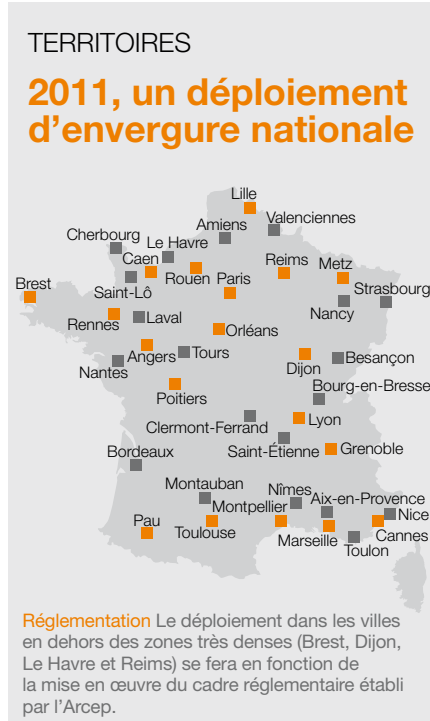 TERRITOIRES
2011, un déploiement
d'envergure nationale
Lille
Valenciennes
Amiens
Cherbourg
Le Havre
Caen
Rouen
Paris
Reims
Metz
Strasbourg
Brest
Saint-Lô
Rennes
Laval
Orléans
Nancy
Angers
Tours
Nantes
Dijon
Besançon
Poitiers
Bourg-en-Bresse
Clermont-Ferrand
Lyon
Saint-Étienne
Grenoble
Bordeaux
Montauban
Nîmes
Montpellier
Aix-en-Provence
Nice
Pau
Toulouse
Marseille
Cannes
Toulon
Réglementation Le déploiement dans les villes
en dehors des zones très denses (Brest, Dijon,
Le Havre et Reims) se fera en fonction de
la mise en œuvre du cadre réglementaire établi
par l'Arcep.